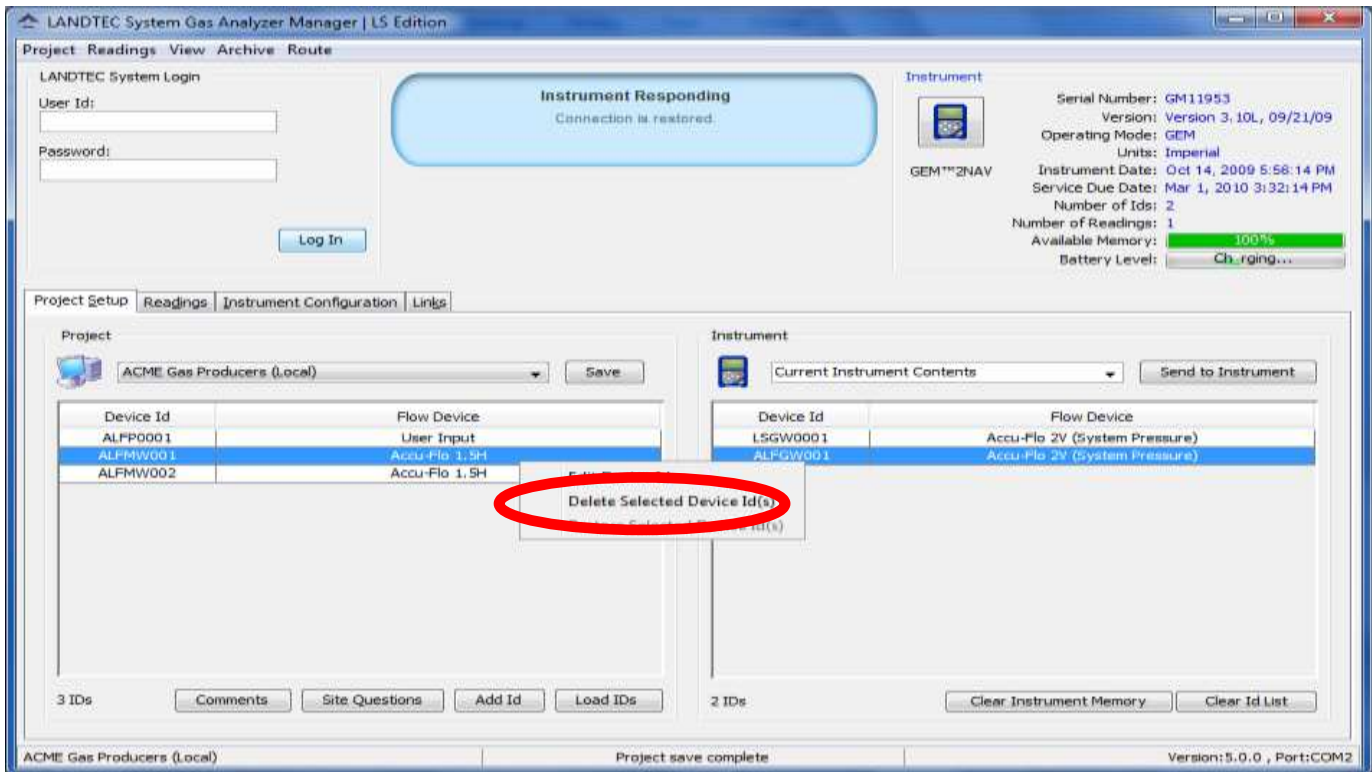 LANDTEC System Gas Analyzer Manager | LS Edition
Project Readings View Archive Route
LANDTEC System Login
User Id:
Password:
Log In
Instrument Responding
Connection is restored.
Instrument
GEM™2NAV
Serial Number: GM11953
Version: Version 3.10L, 09/21/09
Operating Mode: GEM
Units: Imperial
Instrument Date: Oct 14, 2009 5:56:14 PM
Service Due Date: Mar 1, 2010 3:32:14 PM
Number of Ids: 2
Number of Readings: 1
Available Memory: 100%
Battery Level: Ch rging...
Project Setup Readings Instrument Configuration Links
Project
ACME Gas Producers (Local) Save
Device Id Flow Device
ALFP0001 User Input
ALFMW001 Accu-Flo 1.5H
ALFMW002 Accu-Flo 1.5H
Delete Selected Device Id(s)
Selected Id(s)
3 IDs Comments Site Questions Add Id Load IDs
Instrument
Current Instrument Contents Send to Instrument
Device Id Flow Device
LSGW0001 Accu-Flo 2V (System Pressure)
ALFGW001 Accu-Flo 2V (System Pressure)
2 IDs Clear Instrument Memory Clear Id List
ACME Gas Producers (Local) Project save complete Version:5.0.0 , Port:COM2